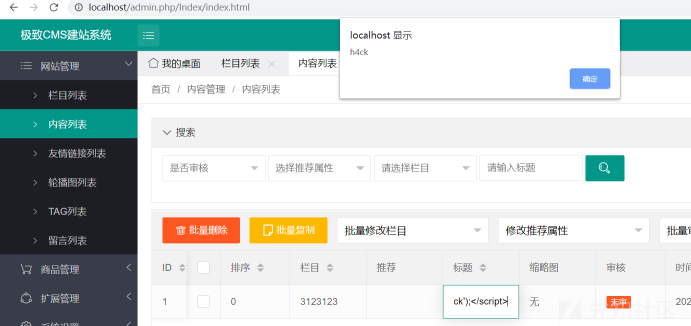 localhost/admin.php/Index/index.html
极致CMS建站系统
localhost 显示
h4ck
确定
网站管理
我的桌面
栏目列表
内容列表
首页 / 内容管理 / 内容列表
栏目列表
内容列表
友情链接列表
轮播图列表
TAG列表
留言列表
商品管理
扩展管理
搜索
是否审核
选择推荐属性
请选择栏目
请输入标题
批量删除
批量复制
批量修改栏目
修改推荐属性
ID
排序
栏目
推荐
标题
缩略图
审核
时间
1
0
3123123
ck');</script>
无
未审
202